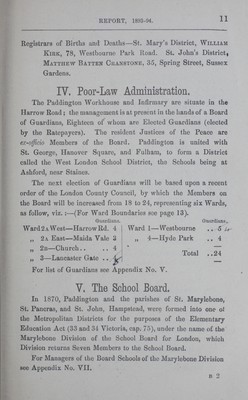 REPORT, 1893-94. 11
Registrars of Births and Deaths—St. Mary's District, WILLIAM
KIRK, 78, Westbourne Park Road. St. John's District,
MATTHEW BATTER CRANSTONE, 35, Spring Street, Sussex
Gardens.
IV. Poor-Law Administration.
The Paddington Workhouse and Infirmary are situate in the
Harrow Road; the management is at present in the hands of a Board
of Guardians, Eighteen of whom are Elected Guardians (elected
by the Ratepayers). The resident Justices of the Peace are
ex-officio Members of the Board. Paddington is united with
St. George, Hanover Square, and Fulham, to form a District
called the West London School District, the Schools being at
Ashford, near Staines.
The next election of Guardians will be based upon a recent
order of the London County Council, by which the Members on
the Board will be increased from 18 to 24, representing six Wards,
as follow, viz. :—(For Ward Boundaries see page 13).
Guardians. Guardians.
Ward 2A West—Harrow Rd. 4 Ward 1—Westbourne .. 5
„ 2A East—Maida Vale 3 „ 4—Hyde Park .. 4
„ 2B—Church .. .. 4
Total ..24
„ 3—Lancaster Gate ..
For list of Guardians see Appendix No. V.
V. The School Board.
In 1870, Paddington and the parishes of St. Marylebone,
St. Pancras, and St. John, Hampstead, were formed into one of
the Metropolitan Districts for the purposes of the Elementary
Education Act (33 and 34 Victoria, cap. 75), under the name of the
Marylebone Division of the School Board for London, which
Division returns Seven Members to the School Board.
For Managers of the Board Schools of the Marylebone Division
see Appendix No. VII.
B 2